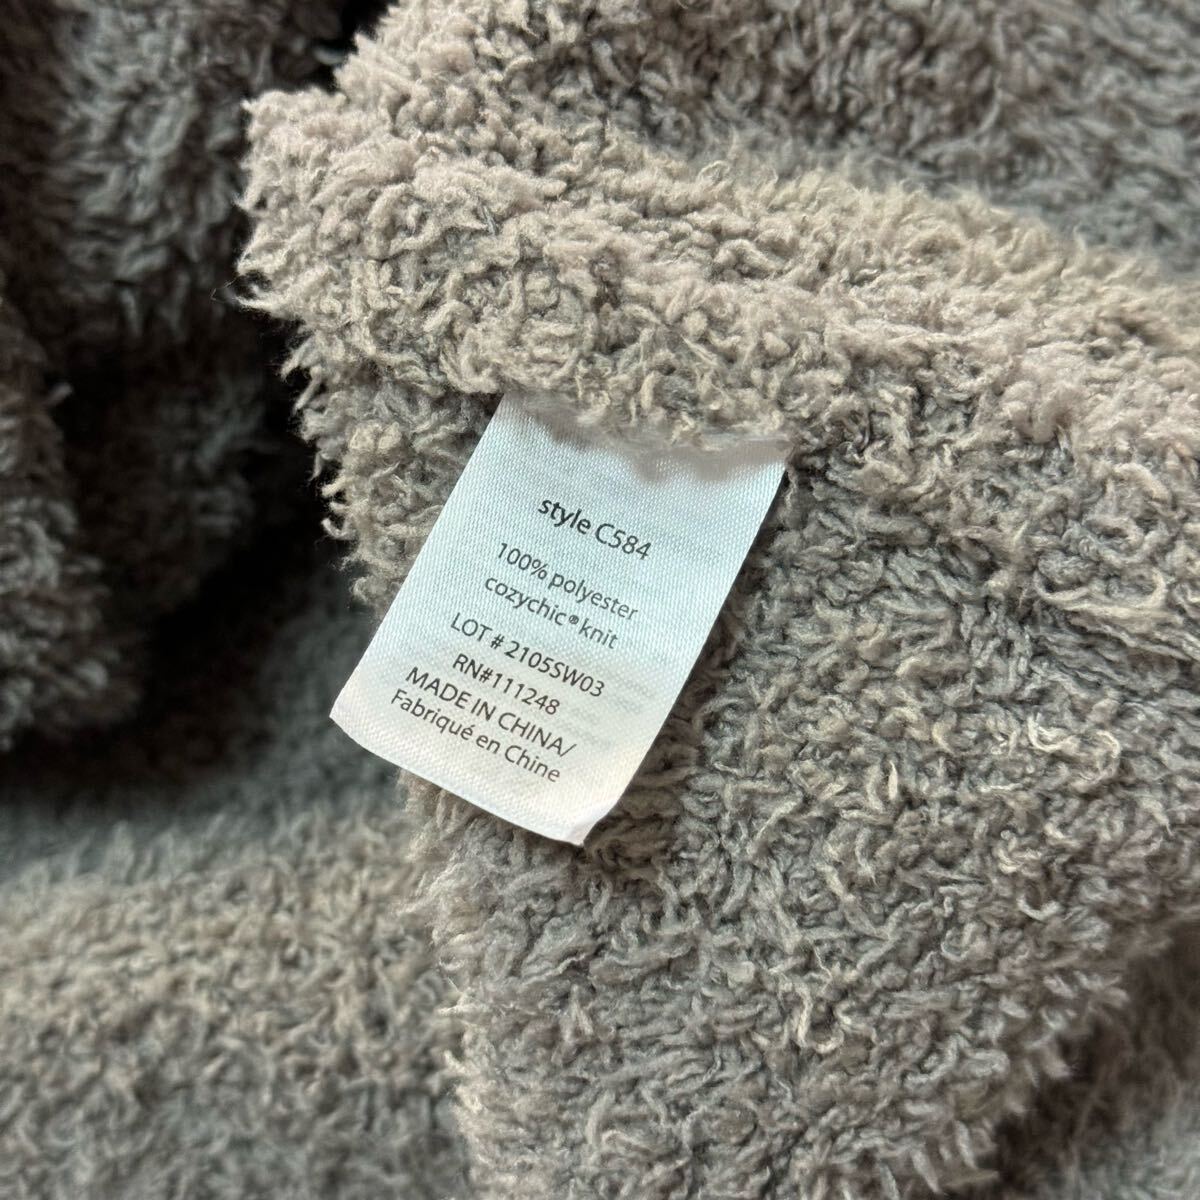 style C584
100% polyester
cozychic® knit
LOT # 2105SW03
RN#111248
MADE IN CHINA/
Fabriqué en Chine